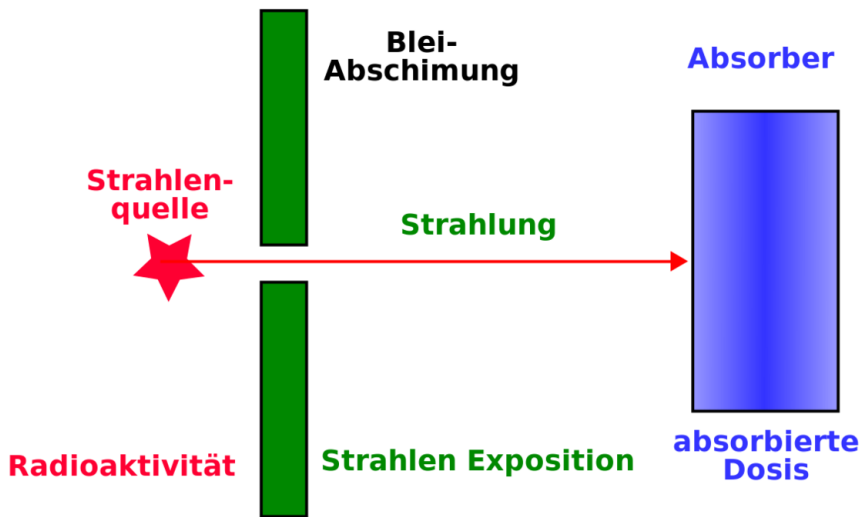 Blei-
Abschimung
Absorber
Strahlen-
quelle
Strahlung
Radioaktivität
Strahlen Exposition
absorbierte
Dosis